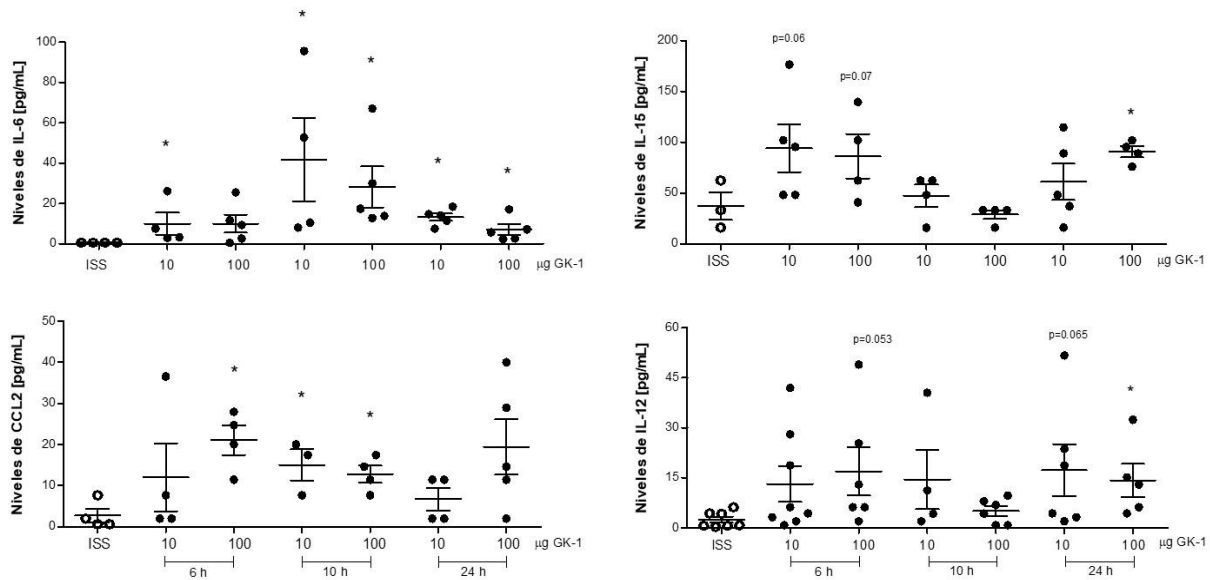 Niveles de IL-6 [pg/mL]
100
80
60
40
20
0
* * * * *
ISS 10 100 10 100 10 100 µg GK-1
Niveles de IL-15 [pg/mL]
200
150
100
50
0
p=0.06 p=0.07 *
ISS 10 100 10 100 10 100 µg GK-1
Niveles de CCL2 [pg/mL]
50
40
30
20
10
0
* * *
ISS 10 100 10 100 10 100 µg GK-1
6 h 10 h 24 h
Niveles de IL-12 [pg/mL]
60
45
30
15
0
p=0.053 p=0.065 *
ISS 10 100 10 100 10 100 µg GK-1
6 h 10 h 24 h